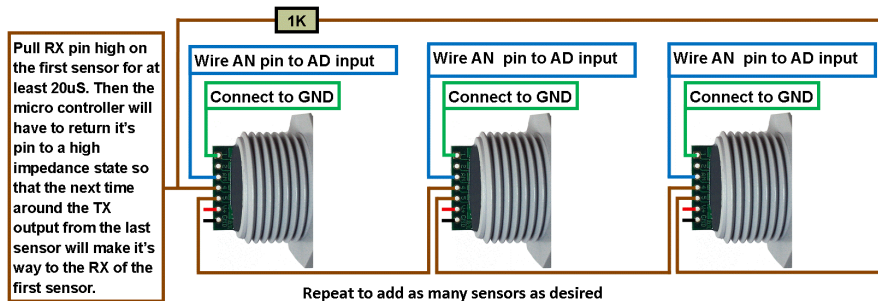 1K
Pull RX pin high on
the first sensor for at
least 20uS. Then the
micro controller will
have to return it's
pin to a high
impedance state so
that the next time
around the TX
output from the last
sensor will make it's
way to the RX of the
first sensor.
Wire AN pin to AD input
Connect to GND
Wire AN pin to AD input
Connect to GND
Wire AN pin to AD input
Connect to GND
Repeat to add as many sensors as desired